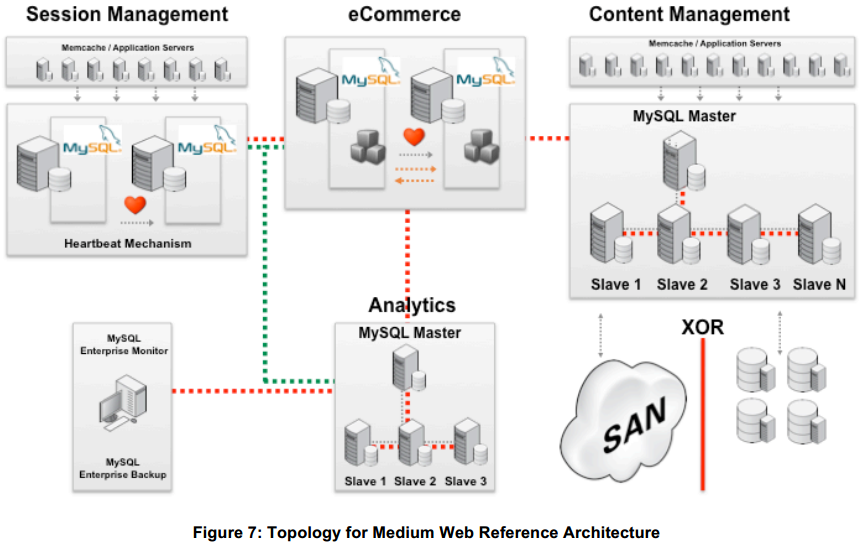 Session Management
eCommerce
Content Management
Memcache / Application Servers
Memcache / Application Servers
MySQL
MySQL
MySQL
MySQL
MySQL Master
Heartbeat Mechanism
Slave 1
Slave 2
Slave 3
Slave N
Analytics
MySQL Master
MySQL
Enterprise Monitor
MySQL
Enterprise Backup
Slave 1
Slave 2
Slave 3
XOR
SAN
Figure 7: Topology for Medium Web Reference Architecture